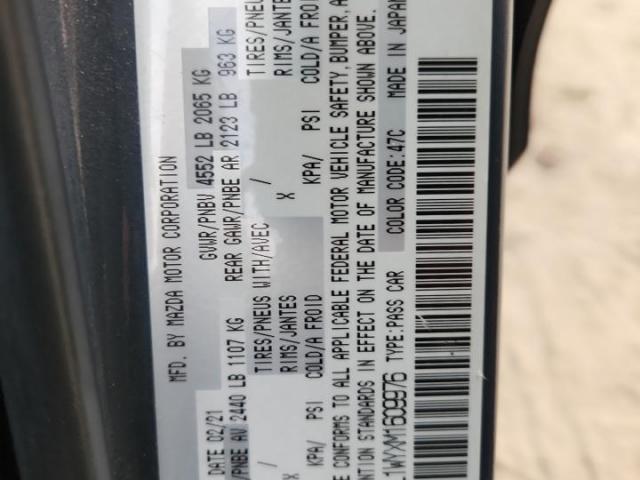 MFD. BY MAZDA MOTOR CORPORATION
DATE 02/21 GVWR/PNBV 4552 LB 2065 KG
/PNBE AV 2440 LB 1107 KG REAR GAWR/PNBE AR 2123 LB 963 KG
TIRES/PNEUS WITH/AVEC / TIRES/PNEU
RIMS/JANTES X RIMS/JANTES
KPA/ PSI COLD/A FROID KPA/ PSI COLD/A FROID
E CONFORMS TO ALL APPLICABLE FEDERAL MOTOR VEHICLE SAFETY, BUMPER, A
NTION STANDARDS IN EFFECT ON THE DATE OF MANUFACTURE SHOWN ABOVE.
1WYXM1609976 TYPE:PASS CAR COLOR CODE:47C MADE IN JAPAN